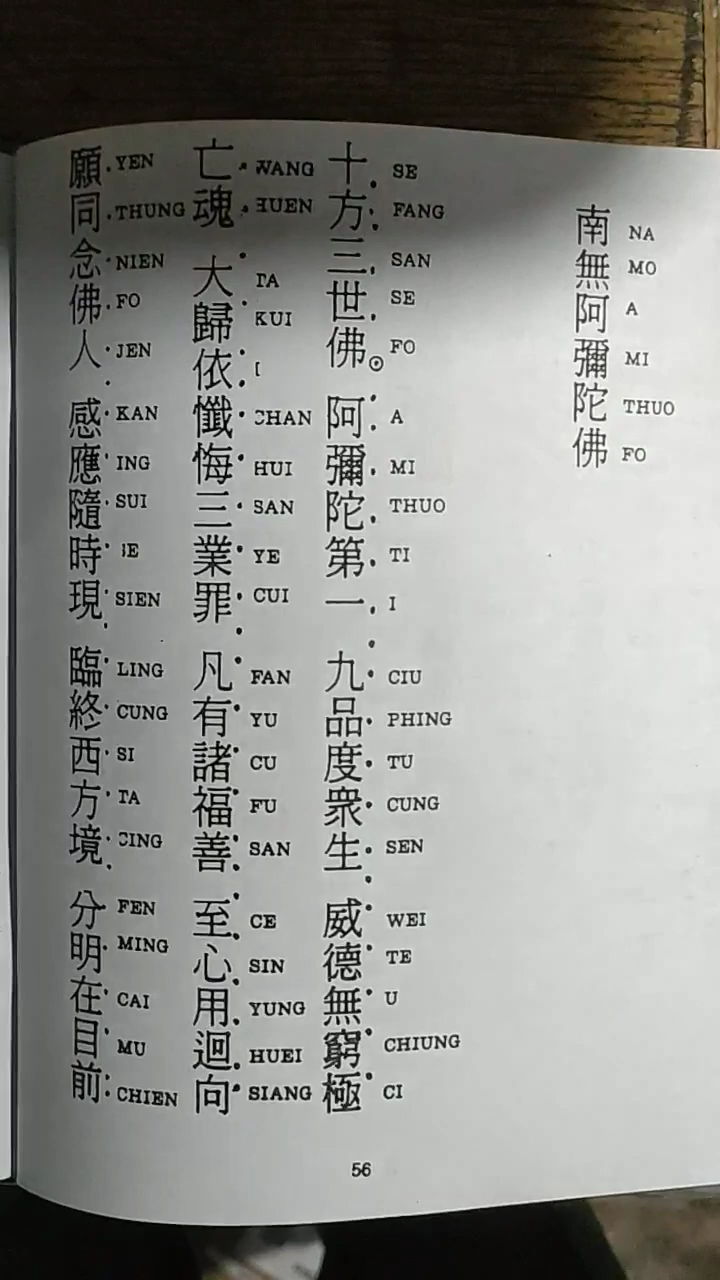 南 NA
無 MO
阿 A
彌 MI
陀 THUO
佛 FO
十 SE
方 FANG
三 SAN
世 SE
佛 FO
阿 A
彌 MI
陀 THUO
第 TI
一 I
九 CIU
品 PHING
度 TU
衆 CUNG
生 SEN
威 WEI
德 TE
無 U
窮 CHIUNG
極 CI
亡 WANG
魂 HUEN
大 TA
歸 KUI
依 I
懺 CHAN
悔 HUI
三 SAN
業 YE
罪 CUI
凡 FAN
有 YU
諸 CU
福 FU
善 SAN
至 CE
心 SIN
用 YUNG
迴 HUEI
向 SIANG
願 YEN
同 THUNG
念 NIEN
佛 FO
人 JEN
感 KAN
應 ING
隨 SUI
時 SE
現 SIEN
臨 LING
終 CUNG
西 SI
方 TA
境 CING
分 FEN
明 MING
在 CAI
目 MU
前 CHIEN
56